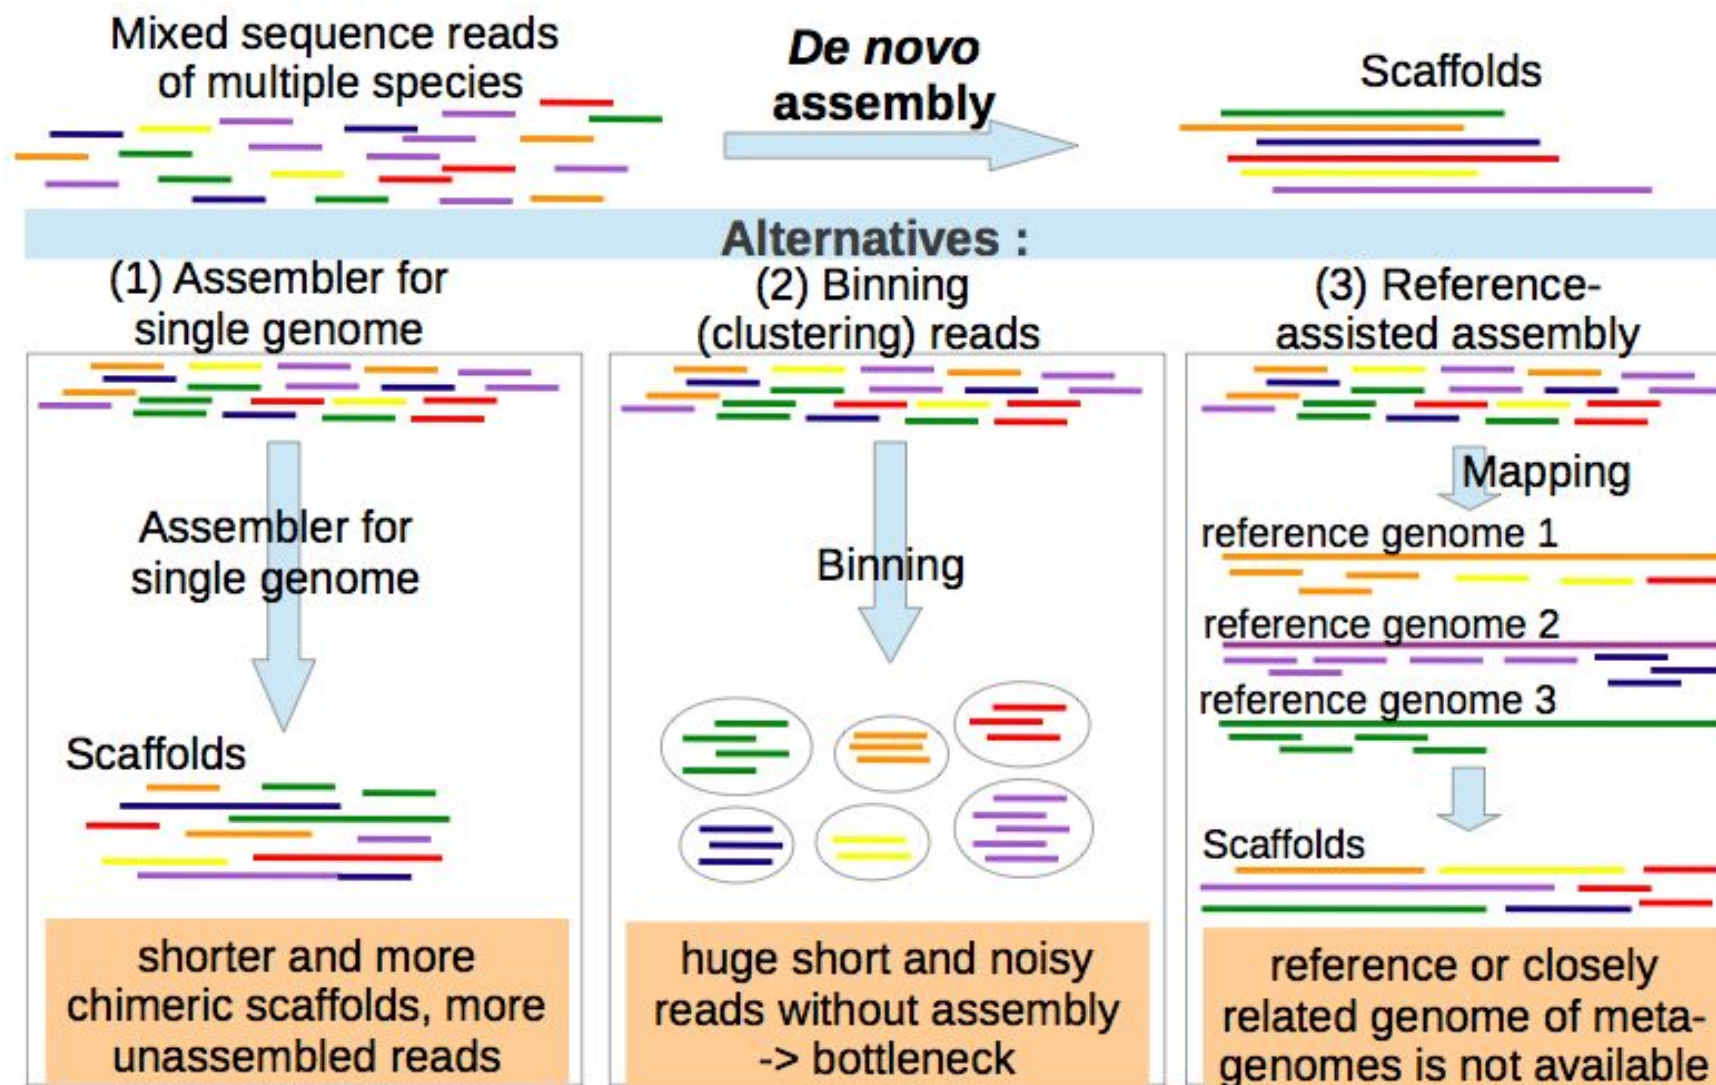 Mixed sequence reads
of multiple species
De novo
assembly
Scaffolds
Alternatives :
(1) Assembler for
single genome
Assembler for
single genome
Scaffolds
shorter and more
chimeric scaffolds, more
unassembled reads
(2) Binning
(clustering) reads
Binning
huge short and noisy
reads without assembly
-> bottleneck
(3) Reference-
assisted assembly
Mapping
reference genome 1
reference genome 2
reference genome 3
Scaffolds
reference or closely
related genome of meta-
genomes is not available